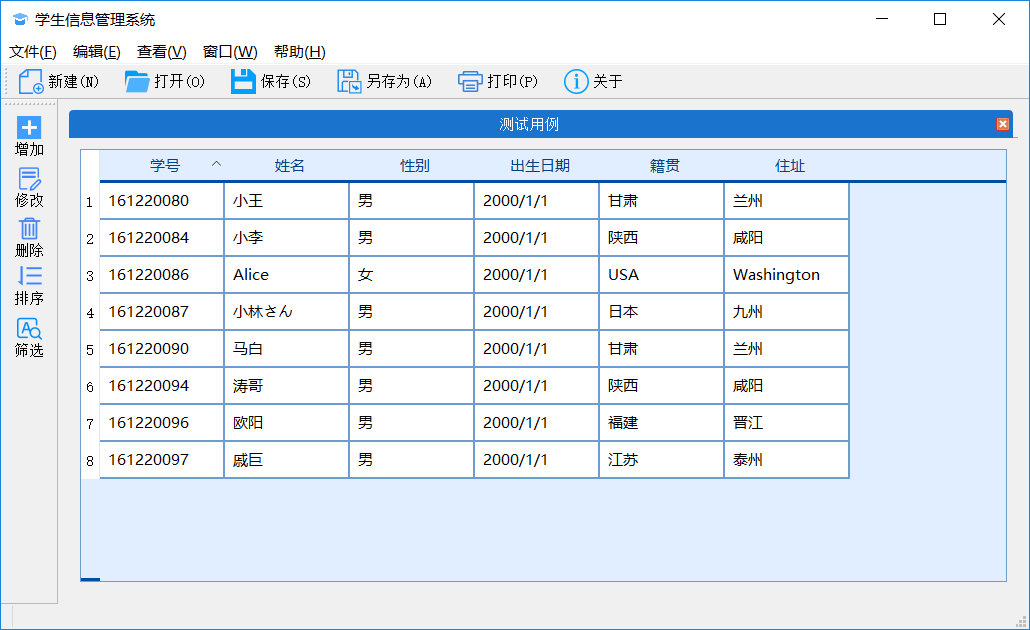 学生信息管理系统
文件(F) 编辑(E) 查看(V) 窗口(W) 帮助(H)
新建(N) 打开(O) 保存(S) 另存为(A) 打印(P) 关于
增加
修改
删除
排序
筛选
测试用例
学号 姓名 性别 出生日期 籍贯 住址
1 161220080 小王 男 2000/1/1 甘肃 兰州
2 161220084 小李 男 2000/1/1 陕西 咸阳
3 161220086 Alice 女 2000/1/1 USA Washington
4 161220087 小林さん 男 2000/1/1 日本 九州
5 161220090 马白 男 2000/1/1 甘肃 兰州
6 161220094 涛哥 男 2000/1/1 陕西 咸阳
7 161220096 欧阳 男 2000/1/1 福建 晋江
8 161220097 戚巨 男 2000/1/1 江苏 泰州